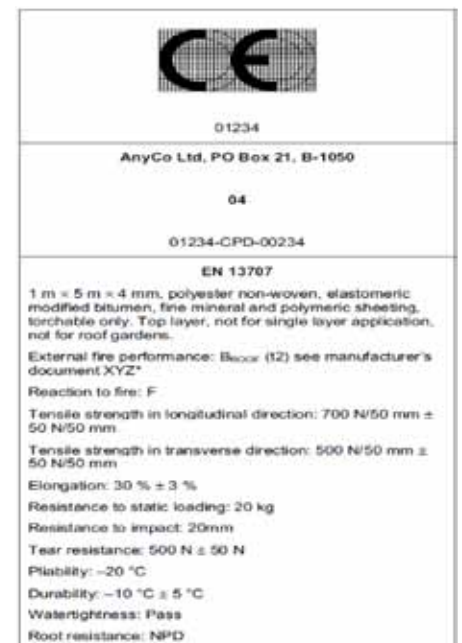 CE
01234
AnyCo Ltd, PO Box 21, B-1050
04
01234-CPD-00234
EN 13707
1 m × 5 m × 4 mm, polyester non-woven, elastomeric
modified bitumen, fine mineral and polymeric sheeting,
torchable only. Top layer, not for single layer application,
not for roof gardens.
External fire performance: BROOF (t2) see manufacturer's
document XYZ*
Reaction to fire: F
Tensile strength in longitudinal direction: 700 N/50 mm ±
50 N/50 mm
Tensile strength in transverse direction: 500 N/50 mm ±
50 N/50 mm
Elongation: 30 % ± 3 %
Resistance to static loading: 20 kg
Resistance to impact: 20mm
Tear resistance: 500 N ± 50 N
Pliability: –20 °C
Durability: –10 °C ± 5 °C
Watertightness: Pass
Root resistance: NPD